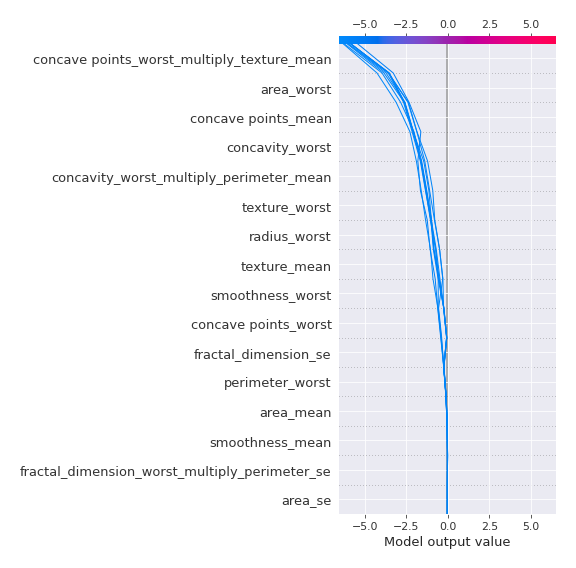 −5.0 −2.5 0.0 2.5 5.0
concave points_worst_multiply_texture_mean
area_worst
concave points_mean
concavity_worst
concavity_worst_multiply_perimeter_mean
texture_worst
radius_worst
texture_mean
smoothness_worst
concave points_worst
fractal_dimension_se
perimeter_worst
area_mean
smoothness_mean
fractal_dimension_worst_multiply_perimeter_se
area_se
−5.0 −2.5 0.0 2.5 5.0
Model output value